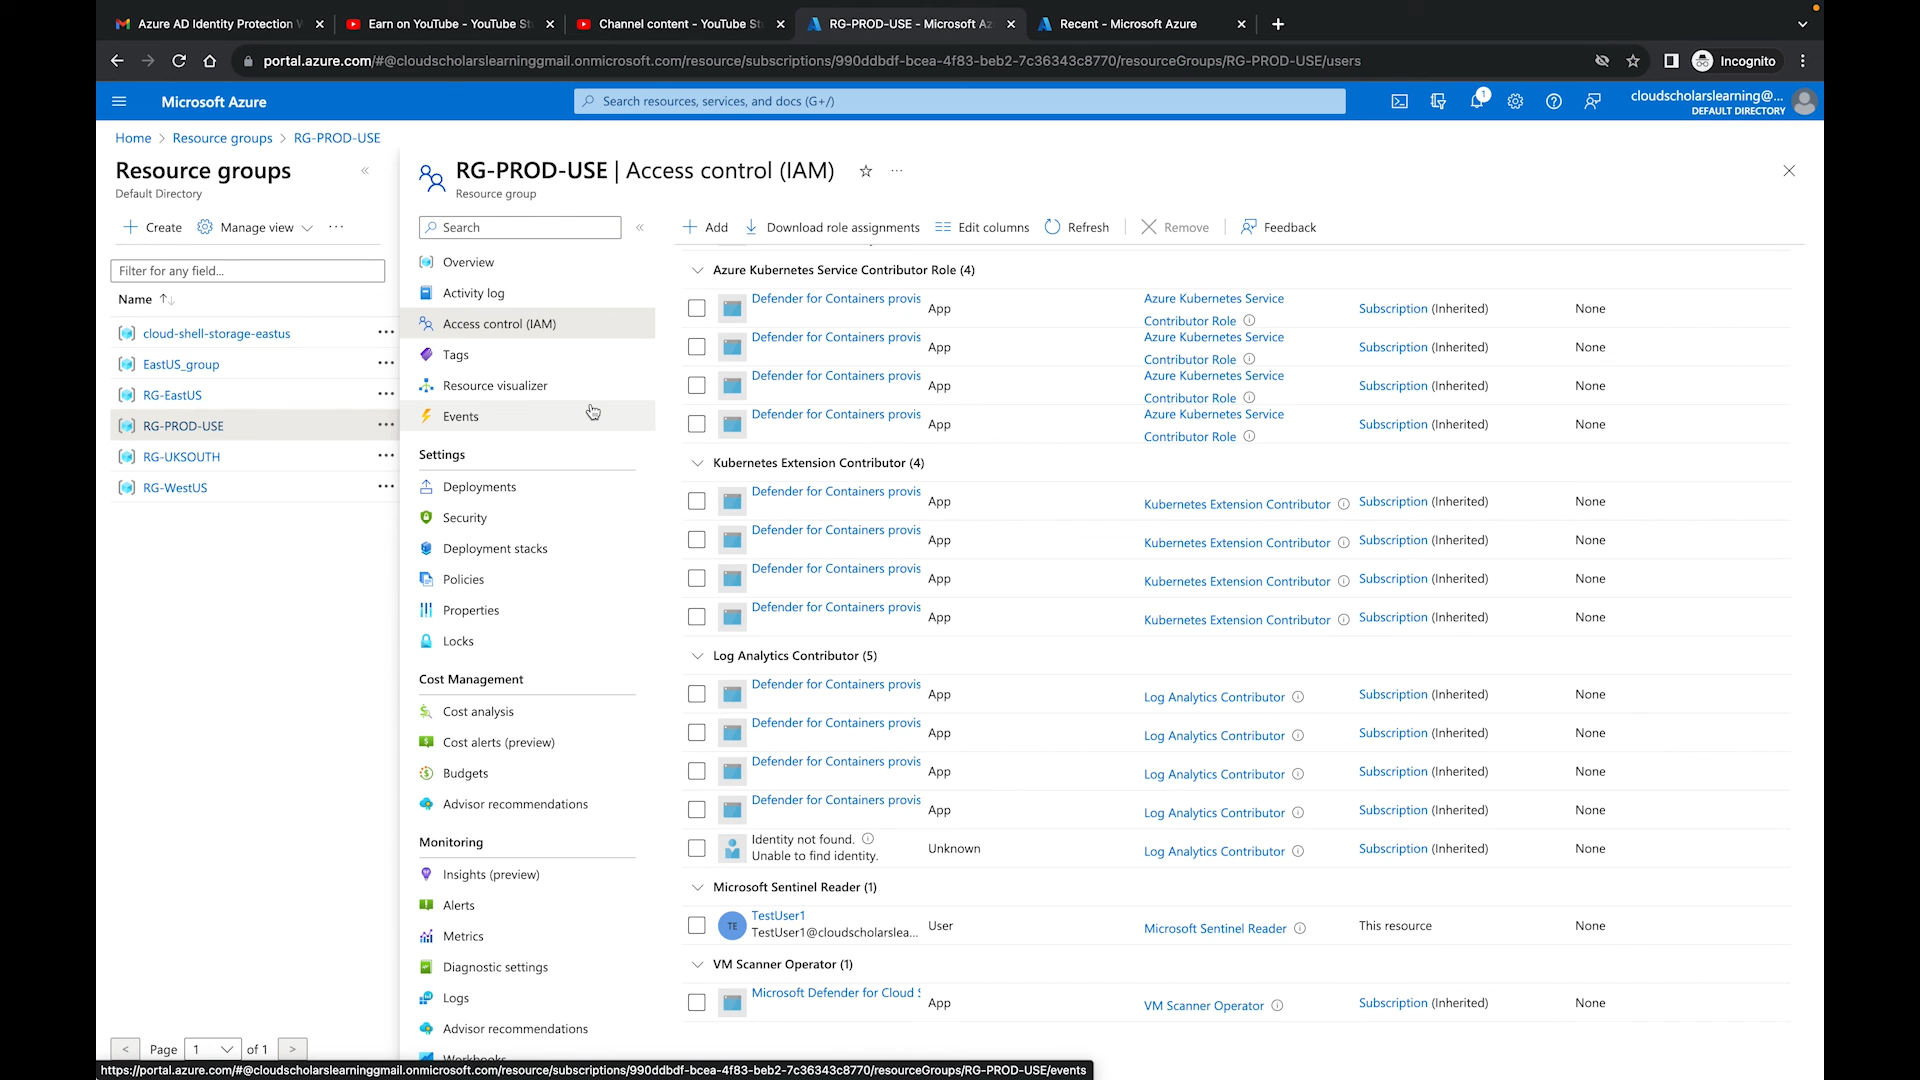 Azure AD Identity Protection
Earn on YouTube - YouTube St
Channel content - YouTube St
RG-PROD-USE - Microsoft Az
Recent - Microsoft Azure
portal.azure.com/#@cloudscholarslearninggmail.onmicrosoft.com/resource/subscriptions/990ddbdf-bcea-4f83-beb2-7c36343c8770/resourceGroups/RG-PROD-USE/users
Incognito
Microsoft Azure
Search resources, services, and docs (G+/)
1
cloudscholarslearning@...
DEFAULT DIRECTORY
Home > Resource groups > RG-PROD-USE
Resource groups
Default Directory
Create
Manage view
Filter for any field...
Name
cloud-shell-storage-eastus
EastUS_group
RG-EastUS
RG-PROD-USE
RG-UKSOUTH
RG-WestUS
< Page 1 of 1 >
RG-PROD-USE | Access control (IAM)
Resource group
Search
Overview
Activity log
Access control (IAM)
Tags
Resource visualizer
Events
Settings
Deployments
Security
Deployment stacks
Policies
Properties
Locks
Cost Management
Cost analysis
Cost alerts (preview)
Budgets
Advisor recommendations
Monitoring
Insights (preview)
Alerts
Metrics
Diagnostic settings
Logs
Advisor recommendations
Workbooks
Add
Download role assignments
Edit columns
Refresh
Remove
Feedback
Azure Kubernetes Service Contributor Role (4)
Defender for Containers provis App Azure Kubernetes Service Contributor Role Subscription (Inherited) None
Defender for Containers provis App Azure Kubernetes Service Contributor Role Subscription (Inherited) None
Defender for Containers provis App Azure Kubernetes Service Contributor Role Subscription (Inherited) None
Defender for Containers provis App Azure Kubernetes Service Contributor Role Subscription (Inherited) None
Kubernetes Extension Contributor (4)
Defender for Containers provis App Kubernetes Extension Contributor Subscription (Inherited) None
Defender for Containers provis App Kubernetes Extension Contributor Subscription (Inherited) None
Defender for Containers provis App Kubernetes Extension Contributor Subscription (Inherited) None
Defender for Containers provis App Kubernetes Extension Contributor Subscription (Inherited) None
Log Analytics Contributor (5)
Defender for Containers provis App Log Analytics Contributor Subscription (Inherited) None
Defender for Containers provis App Log Analytics Contributor Subscription (Inherited) None
Defender for Containers provis App Log Analytics Contributor Subscription (Inherited) None
Defender for Containers provis App Log Analytics Contributor Subscription (Inherited) None
Identity not found.
Unable to find identity. Unknown Log Analytics Contributor Subscription (Inherited) None
Microsoft Sentinel Reader (1)
TE TestUser1
TestUser1@cloudscholarslea... User Microsoft Sentinel Reader This resource None
VM Scanner Operator (1)
Microsoft Defender for Cloud S App VM Scanner Operator Subscription (Inherited) None
https://portal.azure.com/#@cloudscholarslearninggmail.onmicrosoft.com/resource/subscriptions/990ddbdf-bcea-4f83-beb2-7c36343c8770/resourceGroups/RG-PROD-USE/events